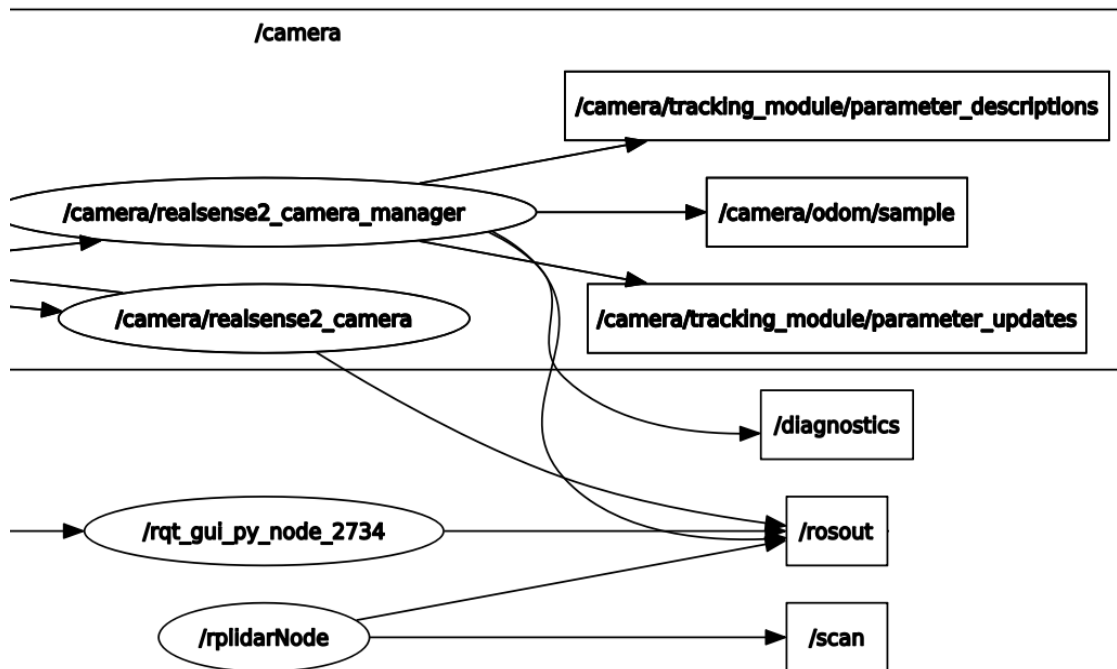 /camera
/camera/tracking_module/parameter_descriptions
/camera/realsense2_camera_manager
/camera/odom/sample
/camera/realsense2_camera
/camera/tracking_module/parameter_updates
/diagnostics
/rqt_gui_py_node_2734
/rosout
/rplidarNode
/scan